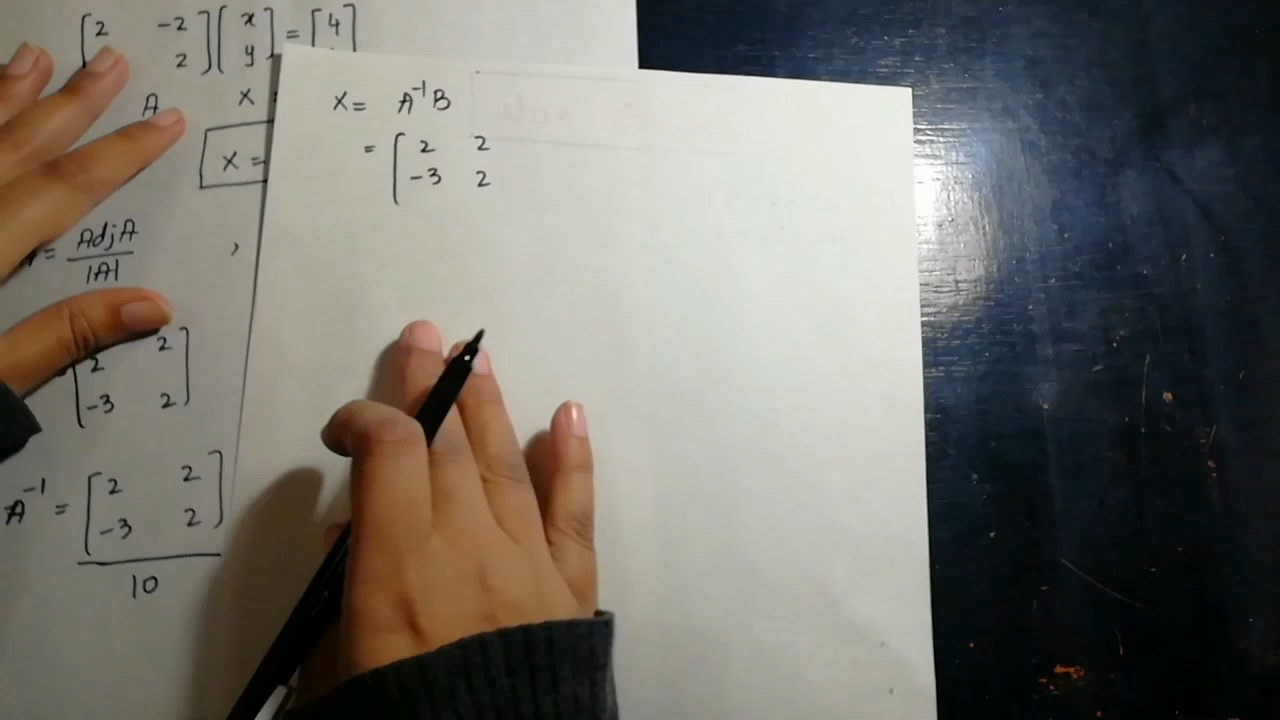 [2 -2] [x] = [4]
2] [y]
A X
X =
= AdjA
|A|
2 2
-3 2
A⁻¹ = [2 2]
[-3 2]
10
X = A⁻¹B
= [2 2
-3 2